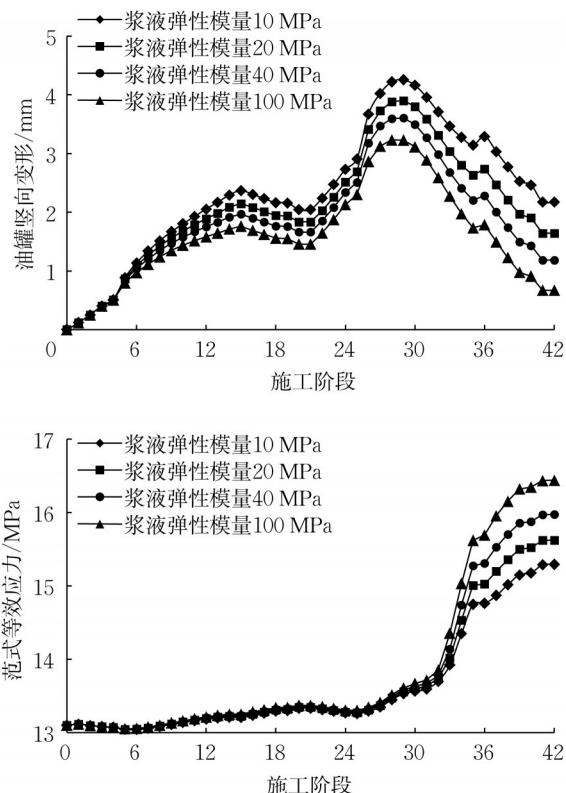 浆液弹性模量10 MPa
浆液弹性模量20 MPa
浆液弹性模量40 MPa
浆液弹性模量100 MPa
油罐竖向变形/mm
5
4
3
2
1
0 6 12 18 24 30 36 42
施工阶段
浆液弹性模量10 MPa
浆液弹性模量20 MPa
浆液弹性模量40 MPa
浆液弹性模量100 MPa
范式等效应力/MPa
17
16
15
14
13
0 6 12 18 24 30 36 42
施工阶段